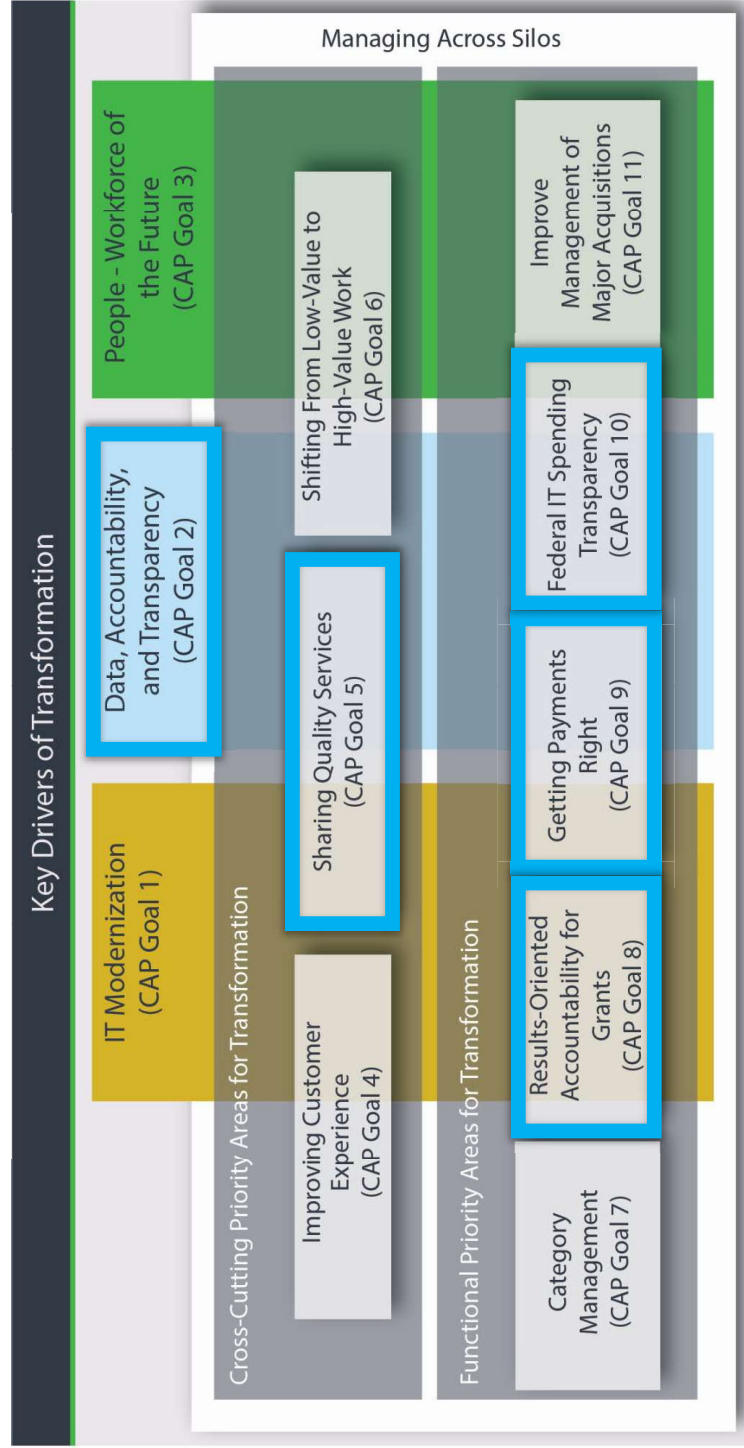 Key Drivers of Transformation
IT Modernization
(CAP Goal 1)
Data, Accountability,
and Transparency
(CAP Goal 2)
People - Workforce of
the Future
(CAP Goal 3)
Managing Across Silos
Cross-Cutting Priority Areas for Transformation
Improving Customer
Experience
(CAP Goal 4)
Sharing Quality Services
(CAP Goal 5)
Shifting From Low-Value to
High-Value Work
(CAP Goal 6)
Functional Priority Areas for Transformation
Category
Management
(CAP Goal 7)
Results-Oriented
Accountability for
Grants
(CAP Goal 8)
Getting Payments
Right
(CAP Goal 9)
Federal IT Spending
Transparency
(CAP Goal 10)
Improve
Management of
Major Acquisitions
(CAP Goal 11)